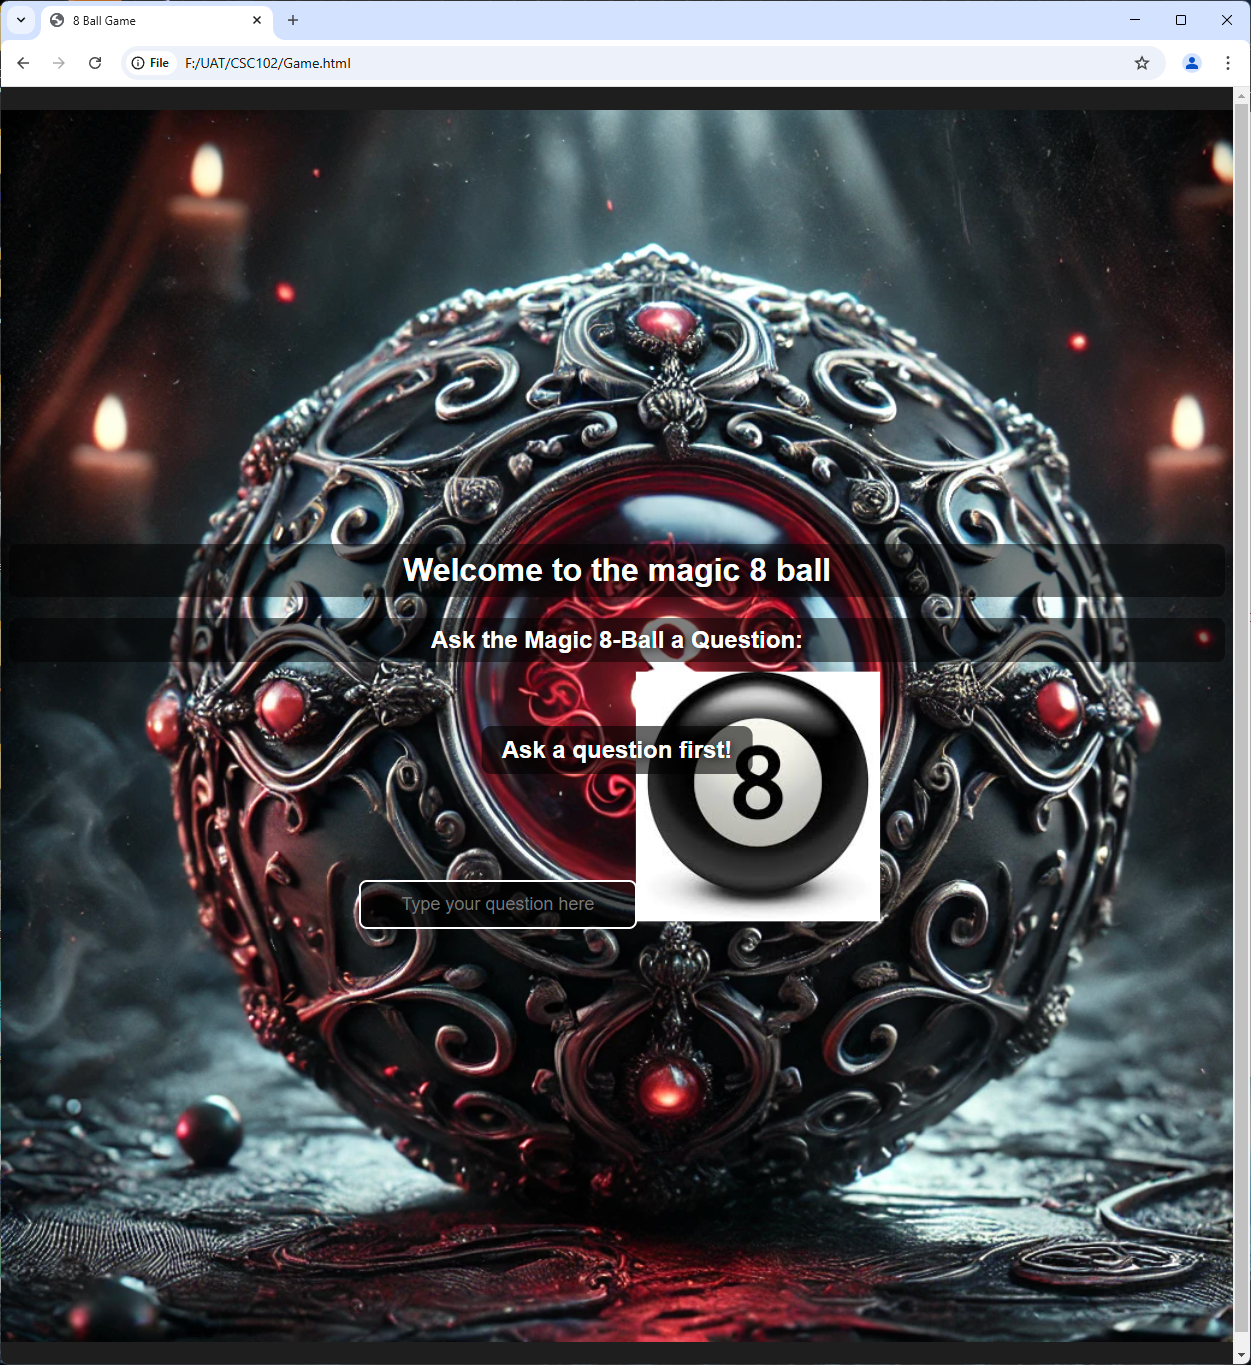 8 Ball Game
File
F:/UAT/CSC102/Game.html
Welcome to the magic 8 ball
Ask the Magic 8-Ball a Question:
Ask a question first!
8
Type your question here